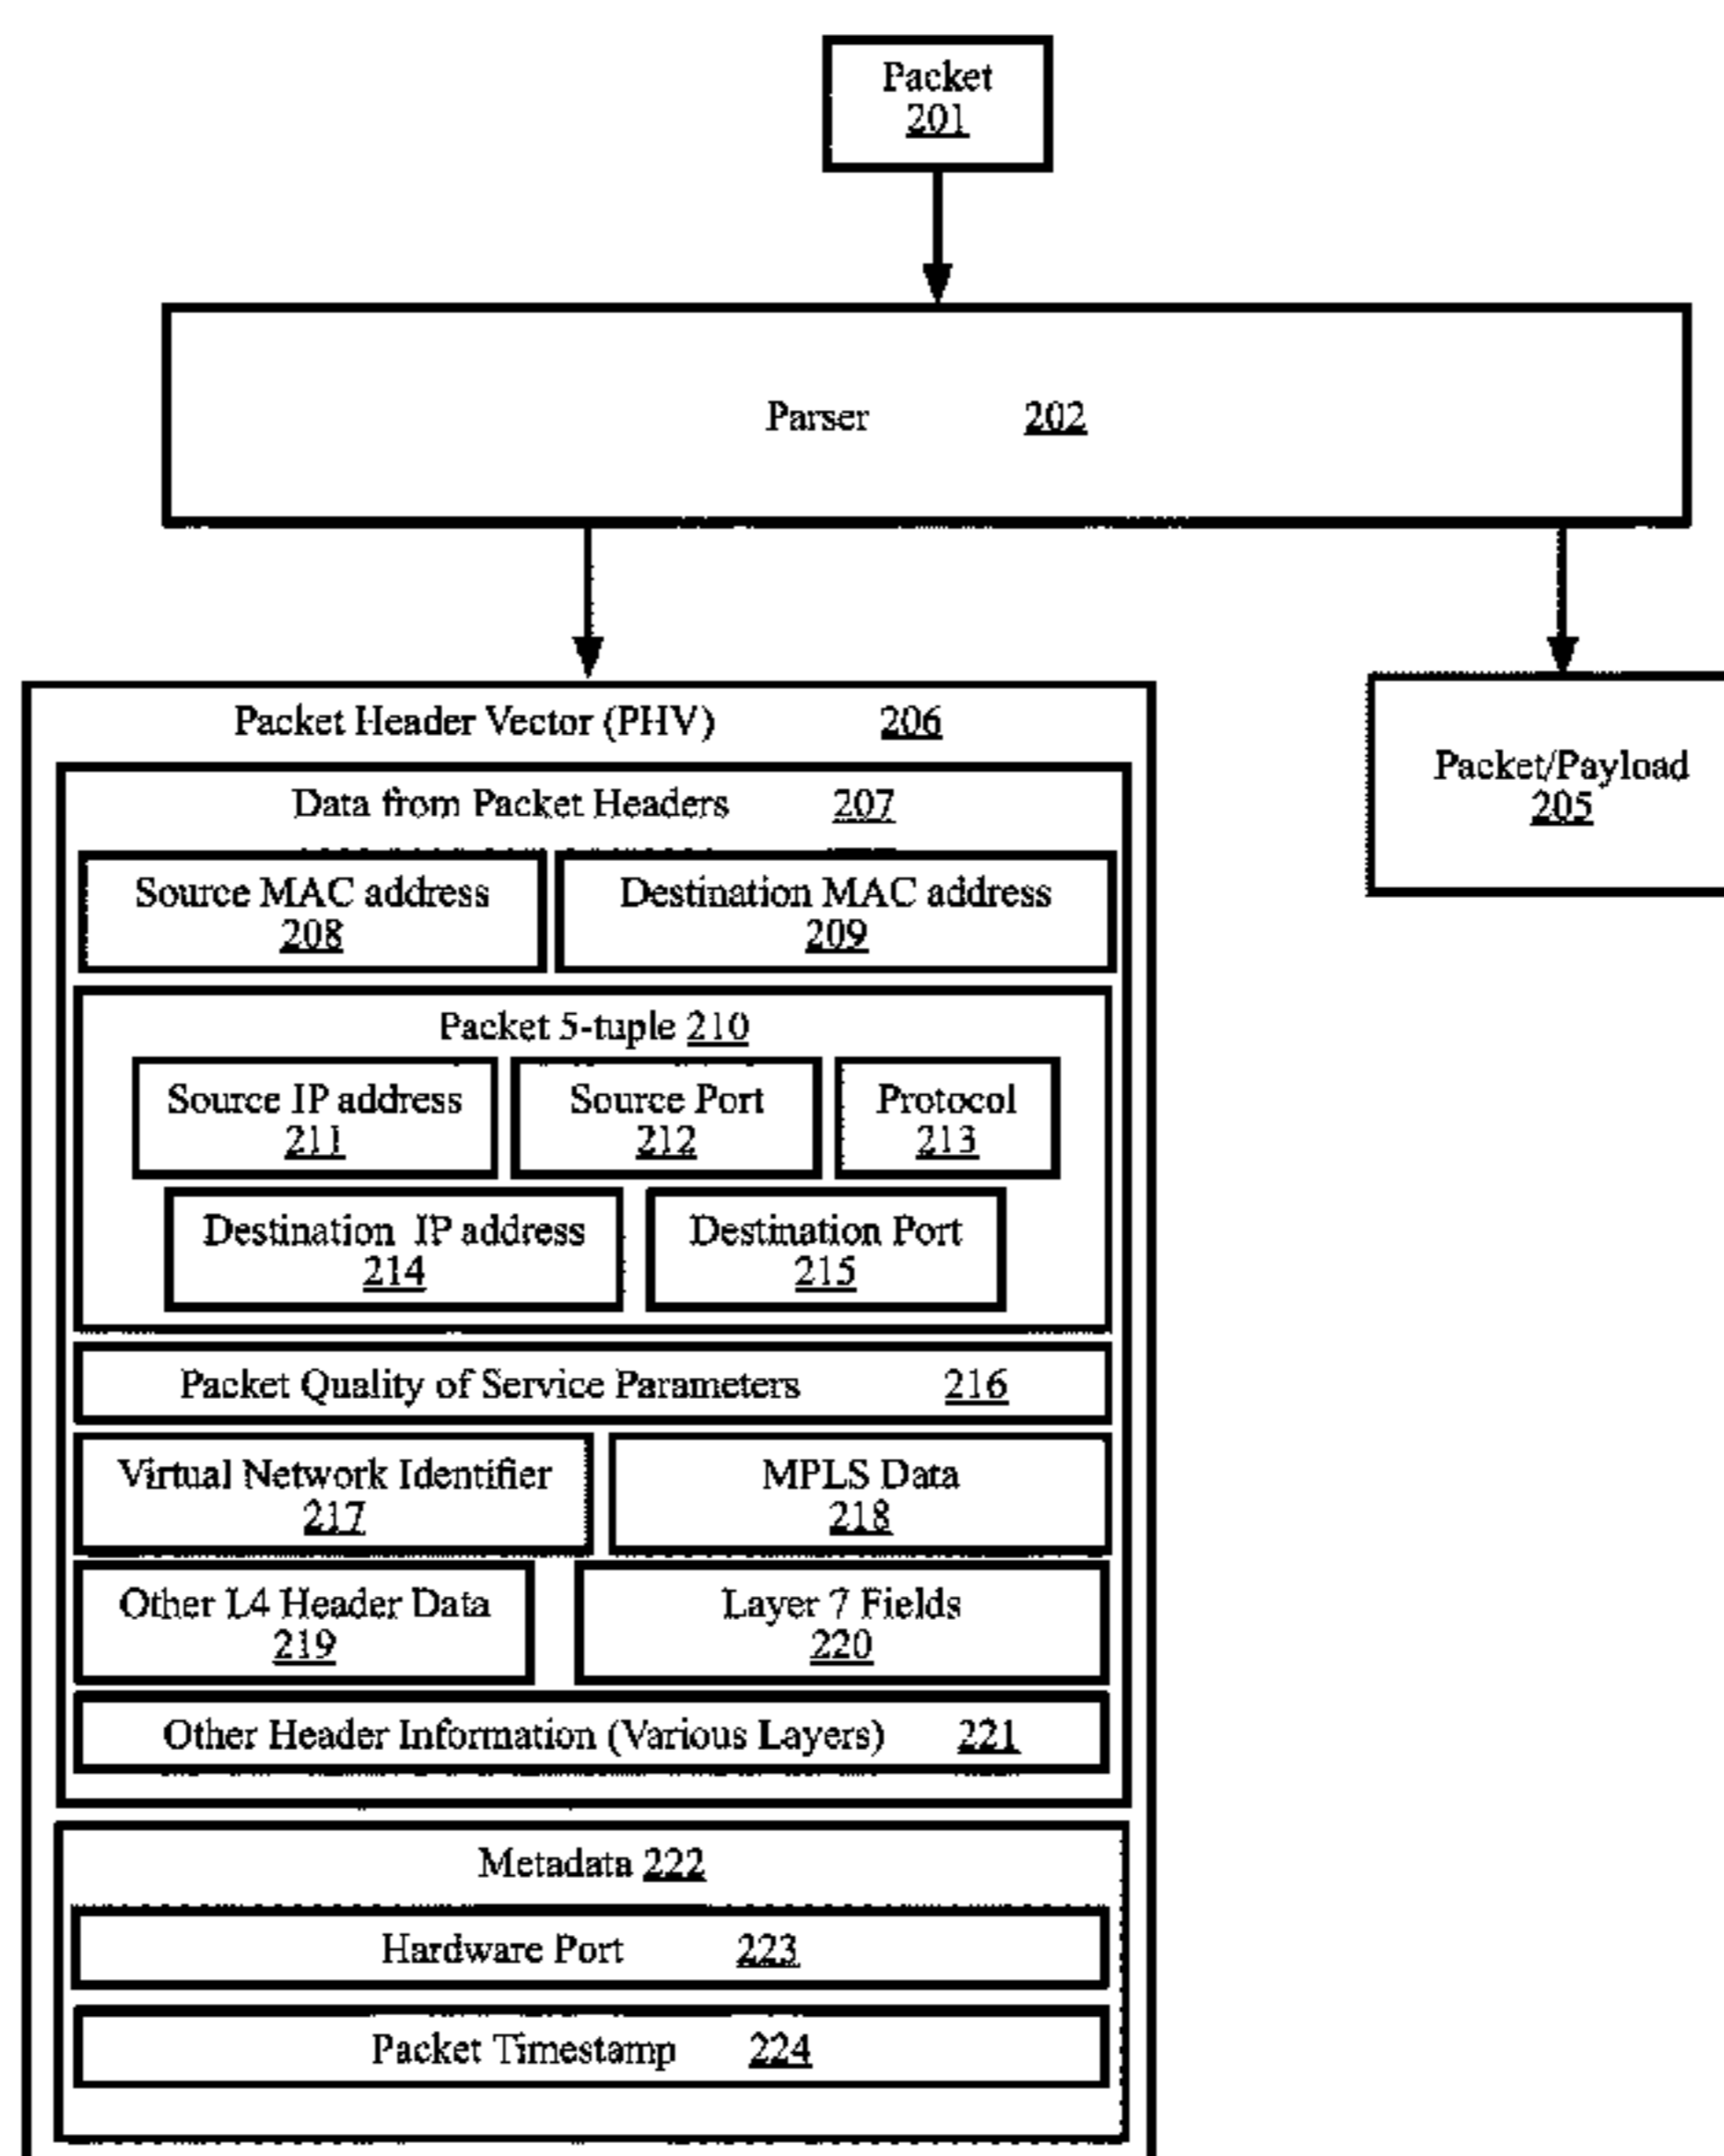 Packet
201
Parser 202
Packet Header Vector (PHV) 206
Packet/Payload
205
Data from Packet Headers 207
Source MAC address
208
Destination MAC address
209
Packet 5-tuple 210
Source IP address
211
Source Port
212
Protocol
213
Destination IP address
214
Destination Port
215
Packet Quality of Service Parameters 216
Virtual Network Identifier
217
MPLS Data
218
Other L4 Header Data
219
Layer 7 Fields
220
Other Header Information (Various Layers) 221
Metadata 222
Hardware Port 223
Packet Timestamp 224